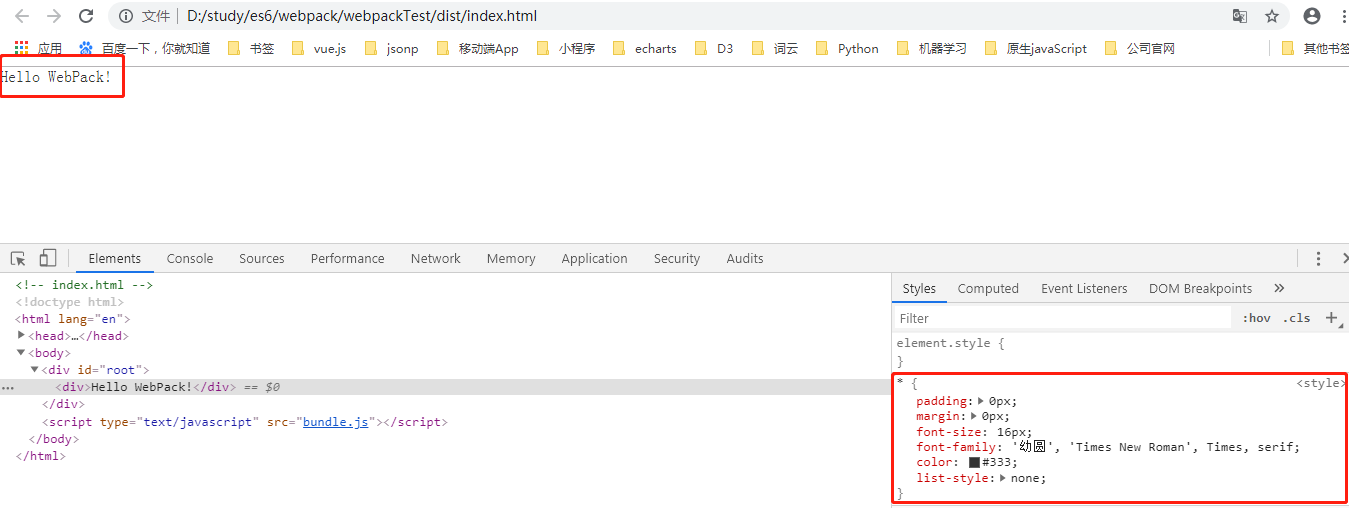 文件 D:/study/es6/webpack/webpackTest/dist/index.html
应用 百度一下，你就知道 书签 vue.js jsonp 移动端App 小程序 echarts D3 词云 Python 机器学习 原生javaScript 公司官网 其他书签
Hello WebPack!
Elements Console Sources Performance Network Memory Application Security Audits
<!-- index.html -->
<!doctype html>
<html lang="en">
<head>…</head>
<body>
<div id="root">
<div>Hello WebPack!</div> == $0
</div>
<script type="text/javascript" src="bundle.js"></script>
</body>
</html>
Styles Computed Event Listeners DOM Breakpoints »
Filter :hov .cls +
element.style {
}
* { <style>
padding: 0px;
margin: 0px;
font-size: 16px;
font-family: '幼圆', 'Times New Roman', Times, serif;
color: #333;
list-style: none;
}